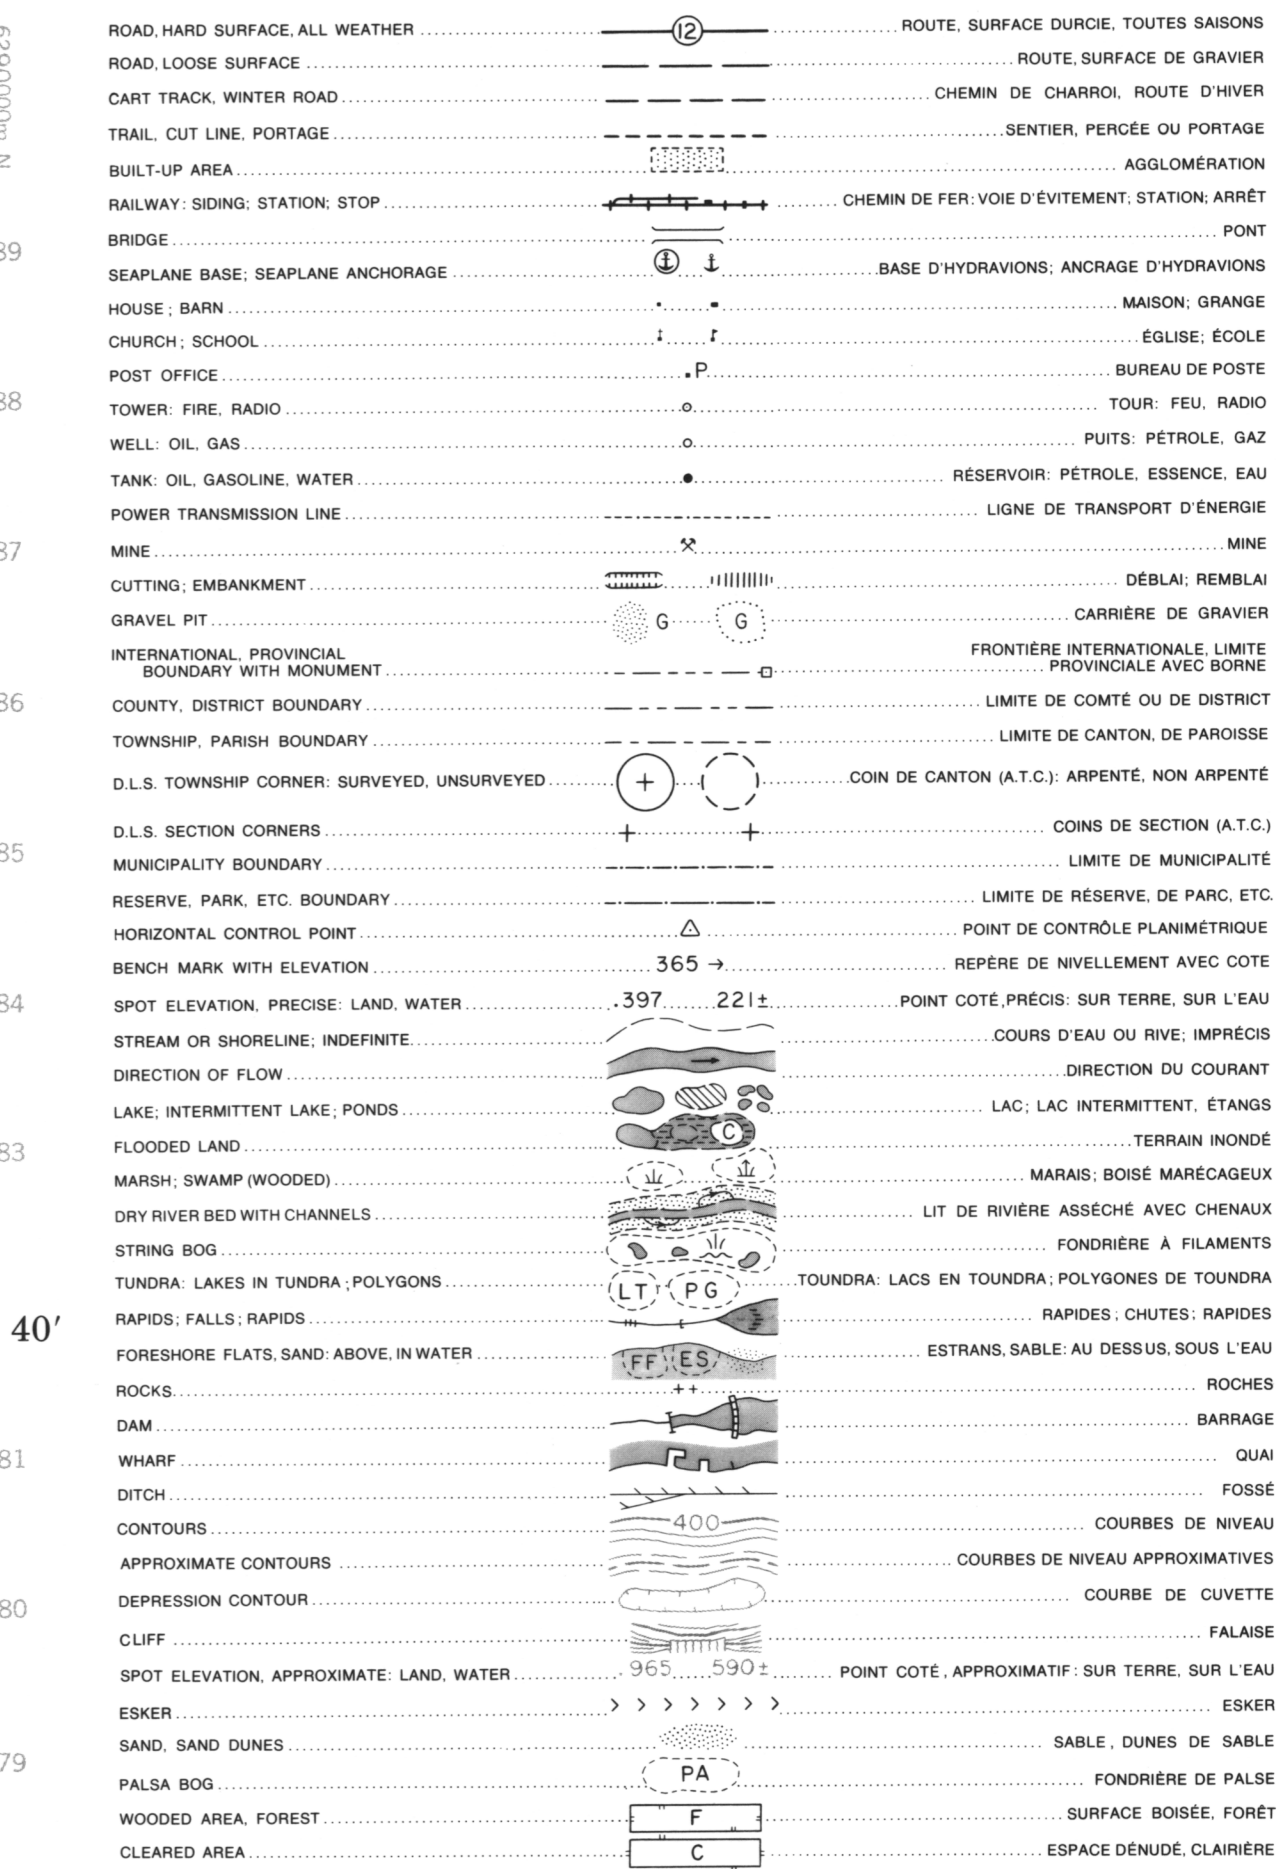 6290000m N
ROAD, HARD SURFACE, ALL WEATHER 12 ROUTE, SURFACE DURCIE, TOUTES SAISONS
ROAD, LOOSE SURFACE ROUTE, SURFACE DE GRAVIER
CART TRACK, WINTER ROAD CHEMIN DE CHARROI, ROUTE D'HIVER
TRAIL, CUT LINE, PORTAGE SENTIER, PERCÉE OU PORTAGE
BUILT-UP AREA AGGLOMÉRATION
RAILWAY: SIDING; STATION; STOP CHEMIN DE FER: VOIE D'ÉVITEMENT; STATION; ARRÊT
BRIDGE PONT
89
SEAPLANE BASE; SEAPLANE ANCHORAGE BASE D'HYDRAVIONS; ANCRAGE D'HYDRAVIONS
HOUSE; BARN MAISON; GRANGE
CHURCH; SCHOOL ÉGLISE; ÉCOLE
POST OFFICE P BUREAU DE POSTE
88
TOWER: FIRE, RADIO TOUR: FEU, RADIO
WELL: OIL, GAS PUITS: PÉTROLE, GAZ
TANK: OIL, GASOLINE, WATER RÉSERVOIR: PÉTROLE, ESSENCE, EAU
POWER TRANSMISSION LINE LIGNE DE TRANSPORT D'ÉNERGIE
87
MINE MINE
CUTTING; EMBANKMENT DÉBLAI; REMBLAI
GRAVEL PIT G G CARRIÈRE DE GRAVIER
INTERNATIONAL, PROVINCIAL FRONTIÈRE INTERNATIONALE, LIMITE
BOUNDARY WITH MONUMENT PROVINCIALE AVEC BORNE
86
COUNTY, DISTRICT BOUNDARY LIMITE DE COMTÉ OU DE DISTRICT
TOWNSHIP, PARISH BOUNDARY LIMITE DE CANTON, DE PAROISSE
D.L.S. TOWNSHIP CORNER: SURVEYED, UNSURVEYED COIN DE CANTON (A.T.C.): ARPENTÉ, NON ARPENTÉ
D.L.S. SECTION CORNERS COINS DE SECTION (A.T.C.)
85
MUNICIPALITY BOUNDARY LIMITE DE MUNICIPALITÉ
RESERVE, PARK, ETC. BOUNDARY LIMITE DE RÉSERVE, DE PARC, ETC.
HORIZONTAL CONTROL POINT POINT DE CONTRÔLE PLANIMÉTRIQUE
BENCH MARK WITH ELEVATION 365 → REPÈRE DE NIVELLEMENT AVEC COTE
84
SPOT ELEVATION, PRECISE: LAND, WATER .397 221± POINT COTÉ, PRÉCIS: SUR TERRE, SUR L'EAU
STREAM OR SHORELINE; INDEFINITE COURS D'EAU OU RIVE; IMPRÉCIS
DIRECTION OF FLOW DIRECTION DU COURANT
LAKE; INTERMITTENT LAKE; PONDS LAC; LAC INTERMITTENT, ÉTANGS
83
FLOODED LAND C TERRAIN INONDÉ
MARSH; SWAMP (WOODED) MARAIS; BOISÉ MARÉCAGEUX
DRY RIVER BED WITH CHANNELS LIT DE RIVIÈRE ASSÉCHÉ AVEC CHENAUX
STRING BOG FONDRIÈRE À FILAMENTS
TUNDRA: LAKES IN TUNDRA; POLYGONS LT PG TOUNDRA: LACS EN TOUNDRA; POLYGONES DE TOUNDRA
40′
RAPIDS; FALLS; RAPIDS RAPIDES; CHUTES; RAPIDES
FORESHORE FLATS, SAND: ABOVE, IN WATER FF ES ESTRANS, SABLE: AU DESSUS, SOUS L'EAU
ROCKS ++ ROCHES
DAM BARRAGE
81
WHARF QUAI
DITCH FOSSÉ
CONTOURS 400 COURBES DE NIVEAU
APPROXIMATE CONTOURS COURBES DE NIVEAU APPROXIMATIVES
80
DEPRESSION CONTOUR COURBE DE CUVETTE
CLIFF FALAISE
SPOT ELEVATION, APPROXIMATE: LAND, WATER .965 590± POINT COTÉ, APPROXIMATIF: SUR TERRE, SUR L'EAU
ESKER ESKER
SAND, SAND DUNES SABLE, DUNES DE SABLE
79
PALSA BOG PA FONDRIÈRE DE PALSE
WOODED AREA, FOREST F SURFACE BOISÉE, FORÊT
CLEARED AREA C ESPACE DÉNUDÉ, CLAIRIÈRE